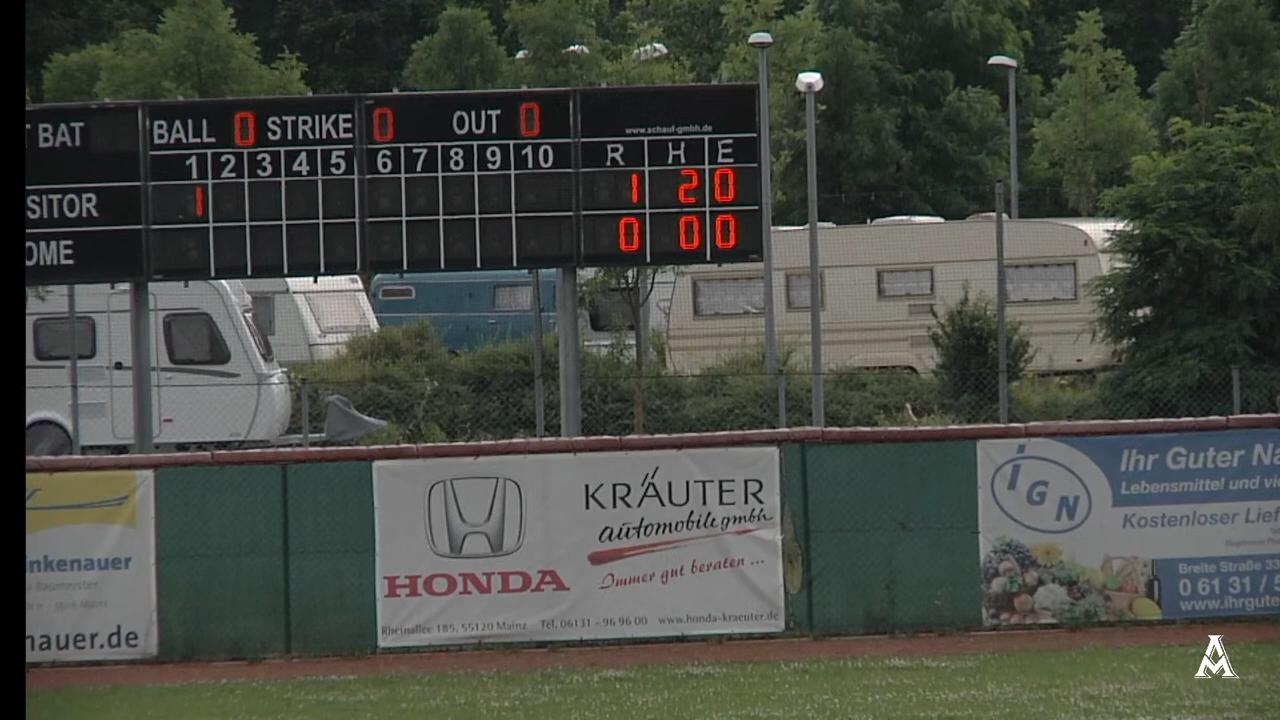 BAT
BALL 0 STRIKE 0 OUT 0
www.schauf-gmbh.de
1 2 3 4 5 6 7 8 9 10 R H E
SITOR 1 1 2 0
OME 0 0 0
KRÄUTER
automobile gmbh
HONDA
Immer gut beraten ...
Rheinallee 185, 55120 Mainz Tel. 06131 - 96 96 00 www.honda-kraeuter.de
inkenauer
nauer.de
IGN
Ihr Guter Na
Lebensmittel und vie
Kostenloser Lief
Breite Straße 33
0 61 31 /
www.ihrgute
AM